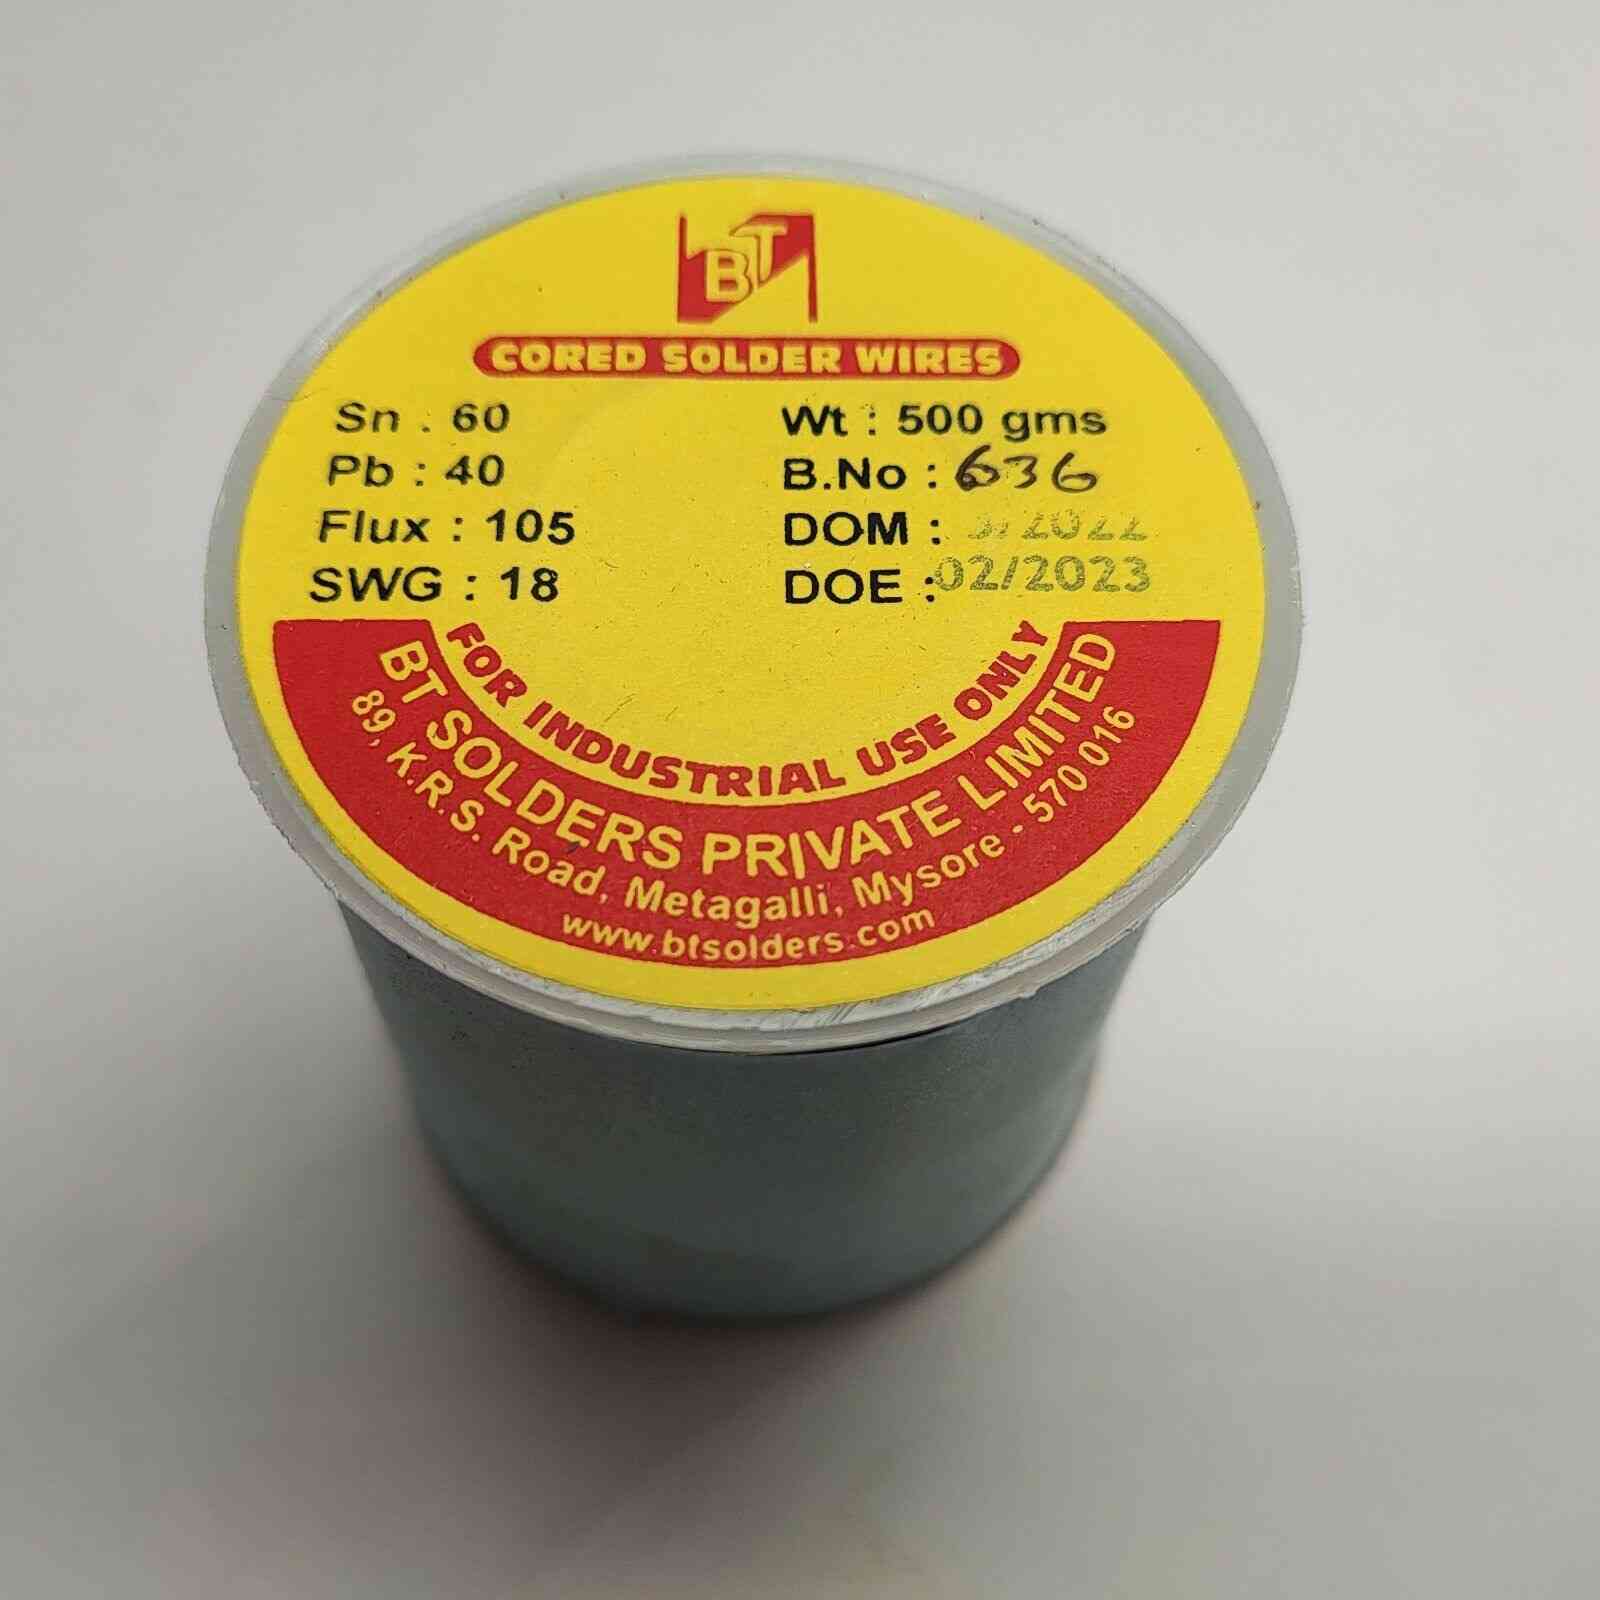 BT
CORED SOLDER WIRES
Sn : 60
Pb : 40
Flux : 105
SWG : 18
Wt : 500 gms
B.No : 636
DOM : 3/2022
DOE : 02/2023
FOR INDUSTRIAL USE ONLY
BT SOLDERS PRIVATE LIMITED
89, K.R.S. Road, Metagalli, Mysore - 570 016
www.btsolders.com